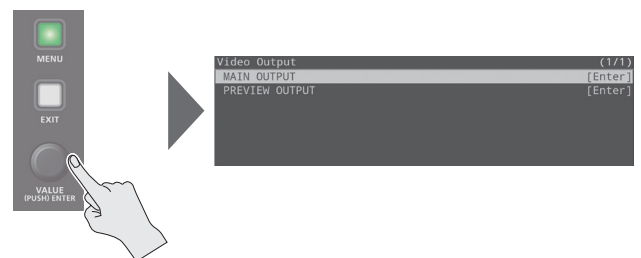 MENU
EXIT
VALUE
(PUSH) ENTER
Video Output (1/1)
MAIN OUTPUT [Enter]
PREVIEW OUTPUT [Enter]